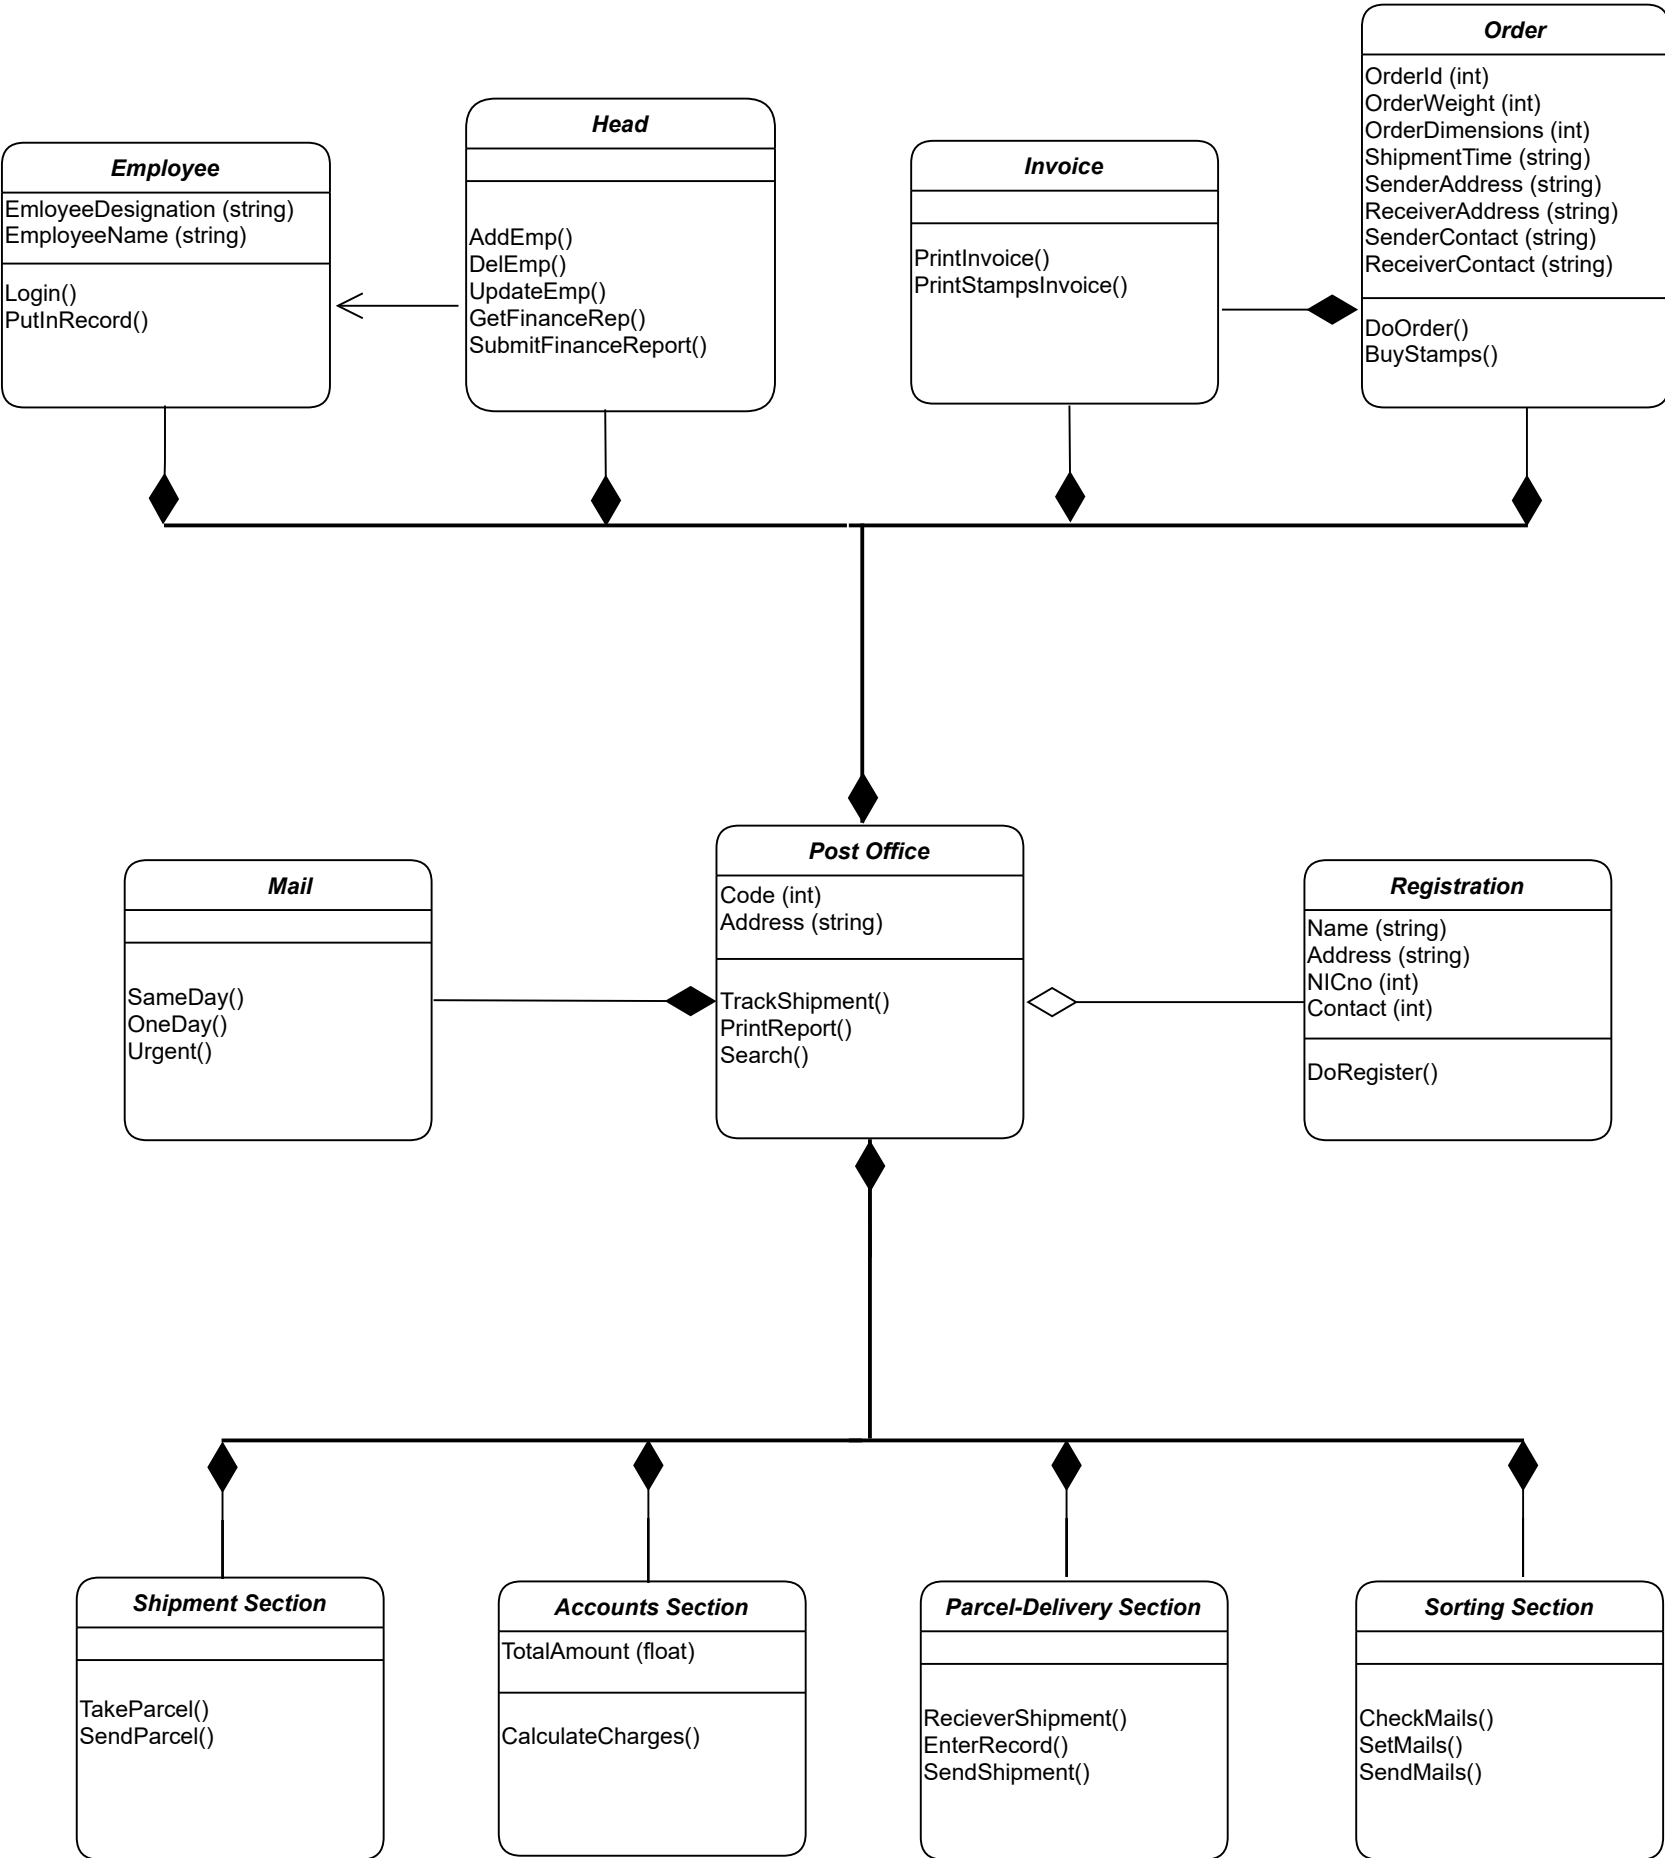 Employee
EmloyeeDesignation (string)
EmployeeName (string)
Login()
PutInRecord()
Head
AddEmp()
DelEmp()
UpdateEmp()
GetFinanceRep()
SubmitFinanceReport()
Invoice
PrintInvoice()
PrintStampsInvoice()
Order
OrderId (int)
OrderWeight (int)
OrderDimensions (int)
ShipmentTime (string)
SenderAddress (string)
ReceiverAddress (string)
SenderContact (string)
ReceiverContact (string)
DoOrder()
BuyStamps()
Mail
SameDay()
OneDay()
Urgent()
Post Office
Code (int)
Address (string)
TrackShipment()
PrintReport()
Search()
Registration
Name (string)
Address (string)
NICno (int)
Contact (int)
DoRegister()
Shipment Section
TakeParcel()
SendParcel()
Accounts Section
TotalAmount (float)
CalculateCharges()
Parcel-Delivery Section
RecieverShipment()
EnterRecord()
SendShipment()
Sorting Section
CheckMails()
SetMails()
SendMails()